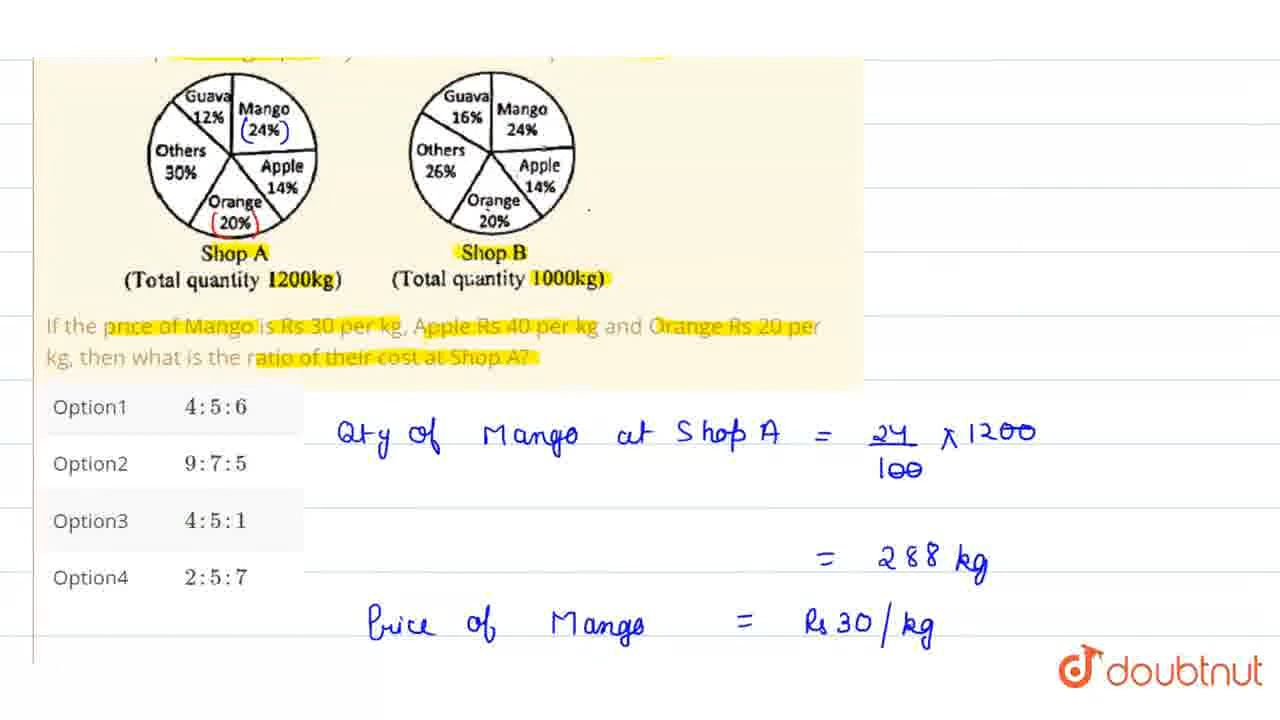 Guava
12%
Mango
(24%)
Others
30%
Apple
14%
Orange
(20%)
Shop A
(Total quantity 1200kg)
Guava
16%
Mango
24%
Others
26%
Apple
14%
Orange
20%
Shop B
(Total quantity 1000kg)
If the price of Mango is Rs 30 per kg, Apple Rs 40 per kg and Orange Rs 20 per
kg, then what is the ratio of their cost at Shop A?
Option1 4 : 5 : 6
Option2 9 : 7 : 5
Option3 4 : 5 : 1
Option4 2 : 5 : 7
Qty of Mango at Shop A = 24/100 × 1200
= 288 kg
Price of Mango = Rs 30/kg
doubtnut